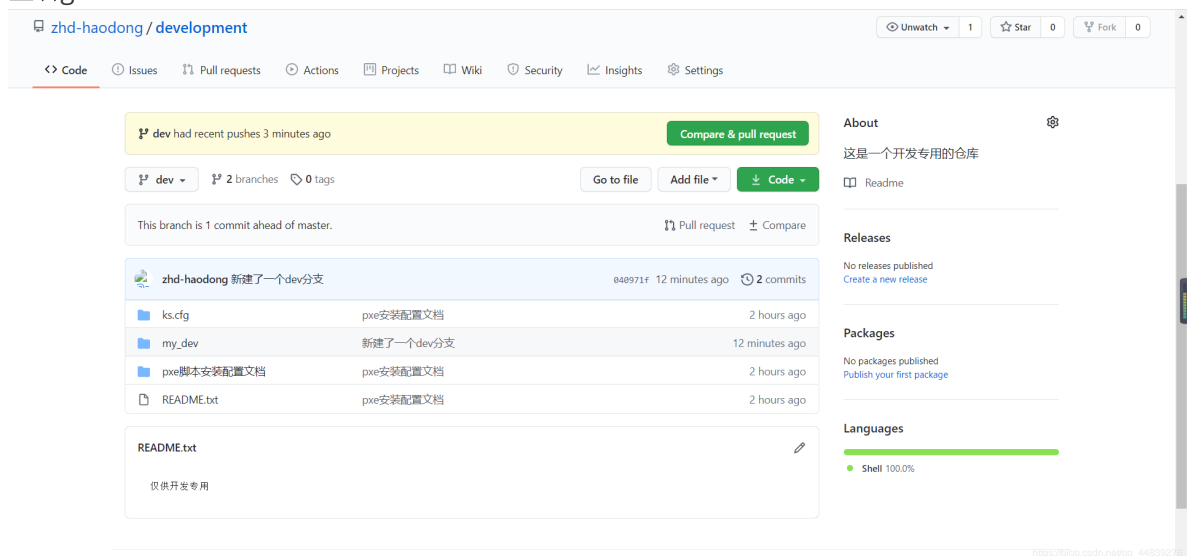 zhd-haodong / development
Unwatch 1 Star 0 Fork 0
Code Issues Pull requests Actions Projects Wiki Security Insights Settings
dev had recent pushes 3 minutes ago Compare & pull request
dev 2 branches 0 tags Go to file Add file Code
This branch is 1 commit ahead of master. Pull request Compare
zhd-haodong 新建了一个dev分支 040971f 12 minutes ago 2 commits
ks.cfg pxe安装配置文档 2 hours ago
my_dev 新建了一个dev分支 12 minutes ago
pxe脚本安装配置文档 pxe安装配置文档 2 hours ago
README.txt pxe安装配置文档 2 hours ago
README.txt
仅供开发专用
About
这是一个开发专用的仓库
Readme
Releases
No releases published
Create a new release
Packages
No packages published
Publish your first package
Languages
Shell 100.0%